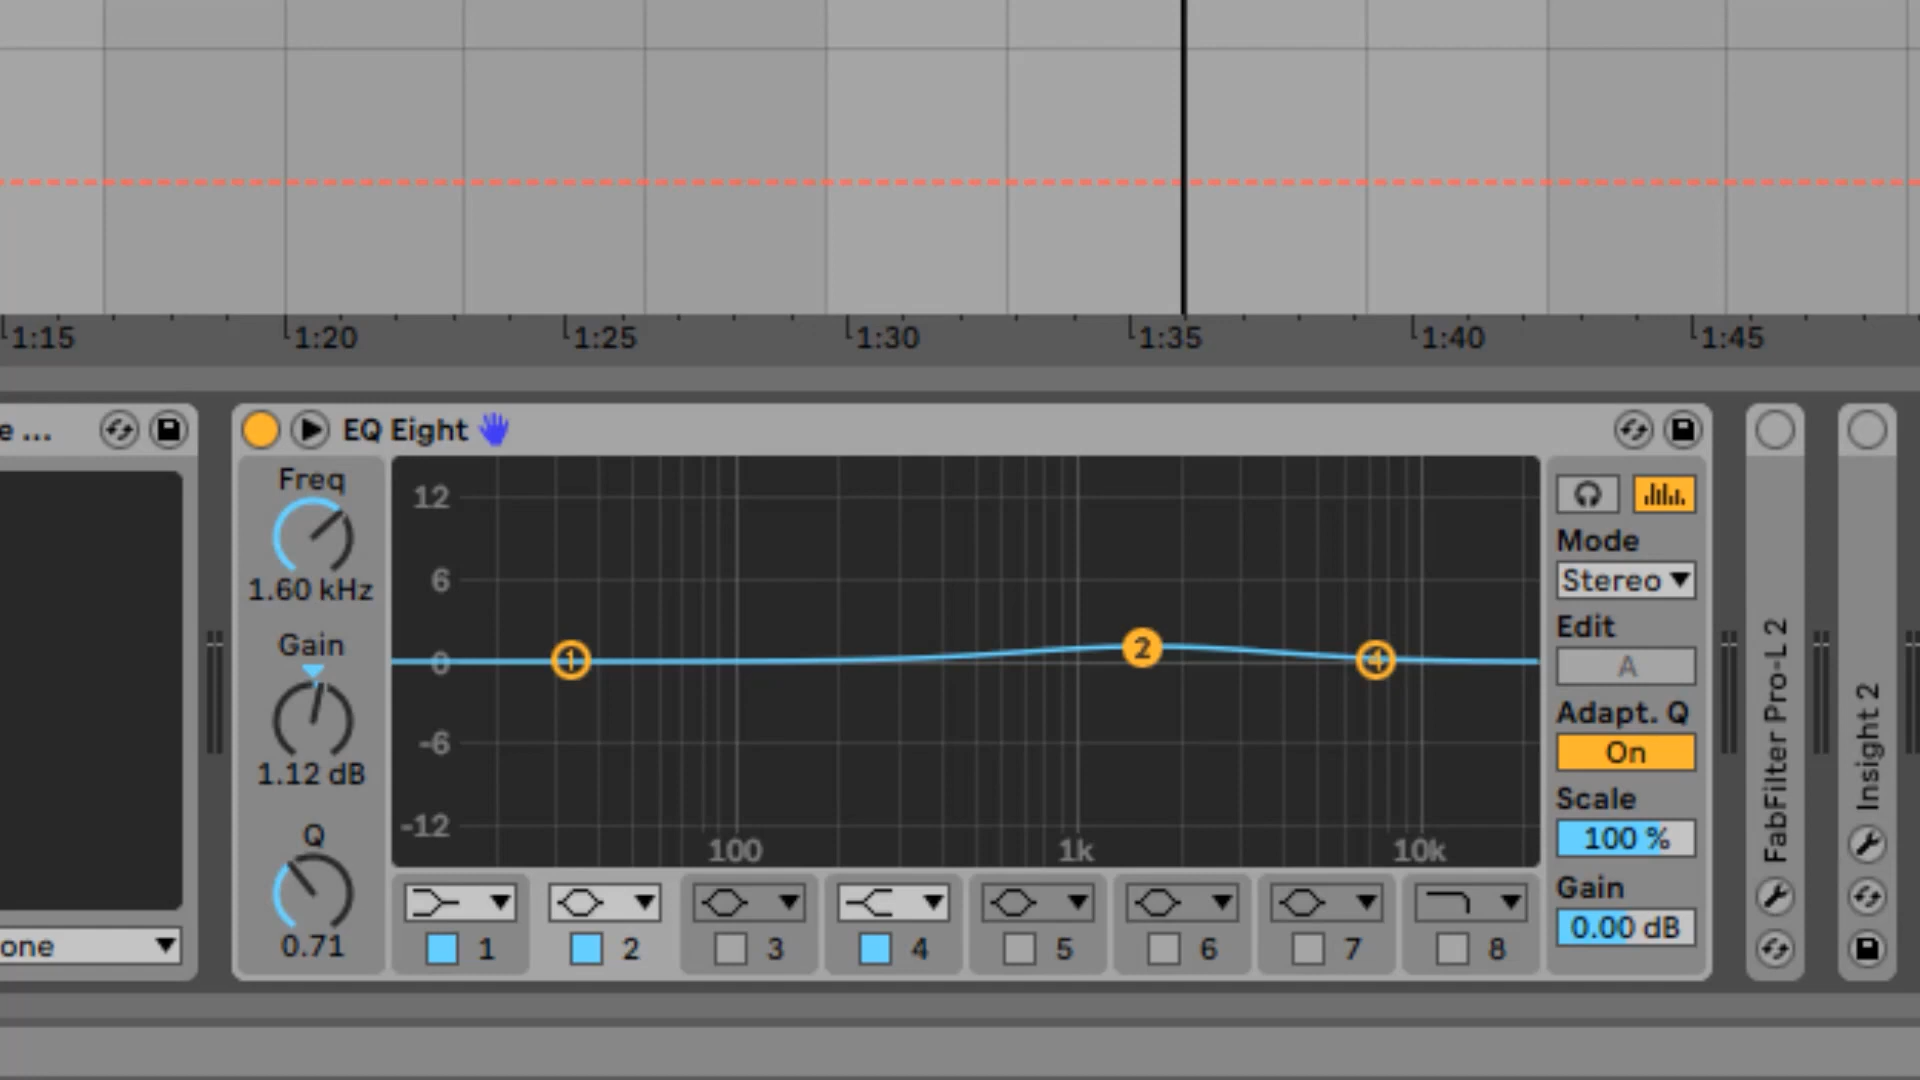 1:15 1:20 1:25 1:30 1:35 1:40 1:45
e ...
EQ Eight
Freq
1.60 kHz
Gain
1.12 dB
Q
0.71
12
6
0
-6
-12
100 1k 10k
1
2
4
1 2 3 4 5 6 7 8
Mode
Stereo
Edit
A
Adapt. Q
On
Scale
100 %
Gain
0.00 dB
one
FabFilter Pro-L 2
Insight 2